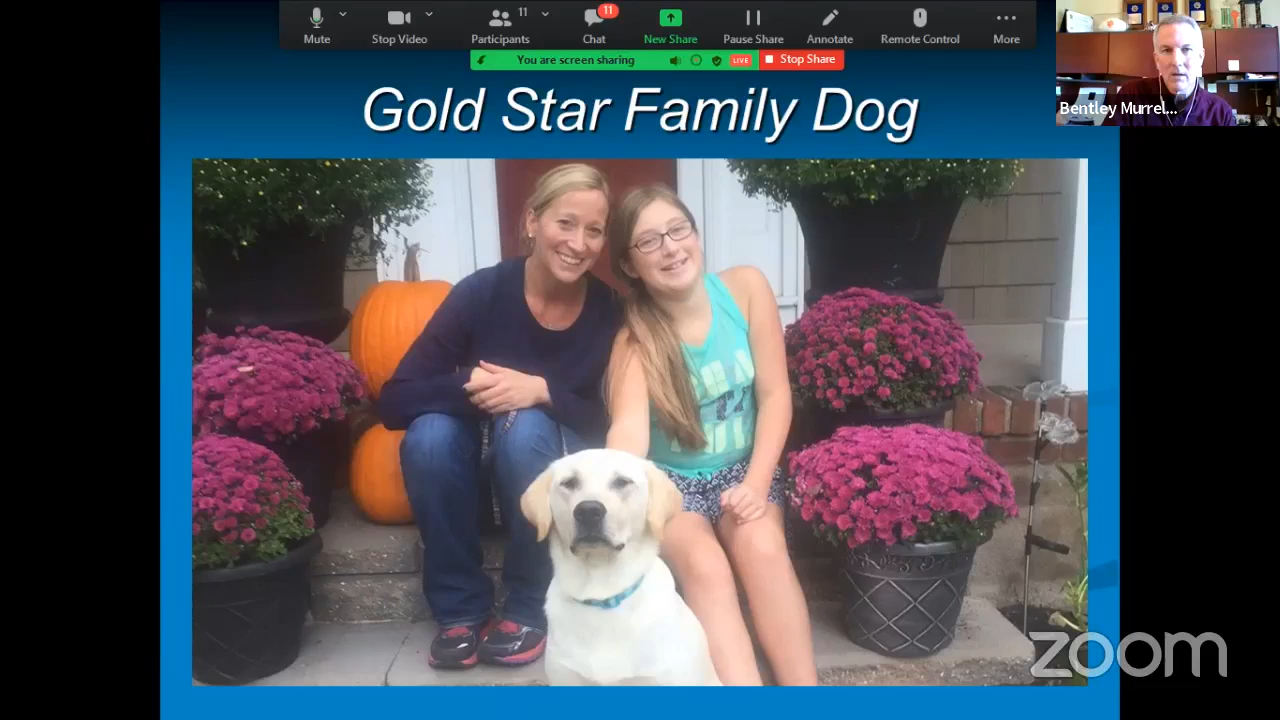 11
11
Mute
Stop Video
Participants
Chat
New Share
Pause Share
Annotate
Remote Control
More
You are screen sharing
LIVE
Stop Share
Bentley Murrel...
Gold Star Family Dog
zoom